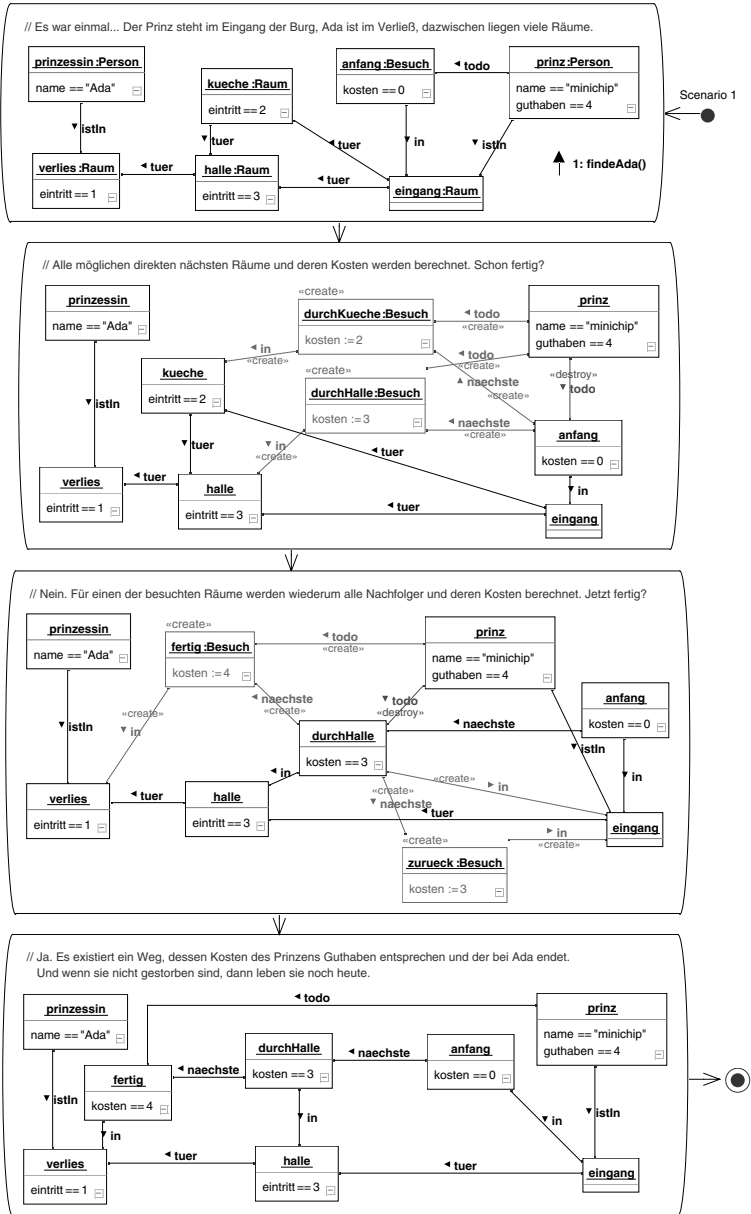 // Es war einmal... Der Prinz steht im Eingang der Burg, Ada ist im Verließ, dazwischen liegen viele Räume.
prinzessin :Person
name == "Ada"
kueche :Raum
eintritt == 2
anfang :Besuch
kosten == 0
◄ todo
prinz :Person
name == "minichip"
guthaben == 4
Scenario 1
▼ istIn
▼ tuer
◄ tuer
▼ in
▼ istIn
1: findeAda()
verlies :Raum
eintritt == 1
◄ tuer
halle :Raum
eintritt == 3
◄ tuer
eingang :Raum
// Alle möglichen direkten nächsten Räume und deren Kosten werden berechnet. Schon fertig?
prinzessin
name == "Ada"
«create»
durchKueche :Besuch
kosten := 2
◄ todo
«create»
prinz
name == "minichip"
guthaben == 4
◄ in
«create»
◄ todo
«create»
kueche
eintritt == 2
«create»
durchHalle :Besuch
kosten := 3
▲ naechste
«create»
«destroy»
▼ todo
▼ istIn
◄ naechste
«create»
anfang
kosten == 0
▼ tuer
▼ in
«create»
◄ tuer
▼ in
verlies
eintritt == 1
◄ tuer
halle
eintritt == 3
◄ tuer
eingang
// Nein. Für einen der besuchten Räume werden wiederum alle Nachfolger und deren Kosten berechnet. Jetzt fertig?
prinzessin
name == "Ada"
«create»
fertig :Besuch
kosten := 4
◄ todo
«create»
prinz
name == "minichip"
guthaben == 4
◄ naechste
«create»
▼ todo
«destroy»
anfang
kosten == 0
▼ istIn
«create»
▼ in
durchHalle
kosten == 3
◄ naechste
▼ istIn
▼ in
◄ in
«create»
► in
verlies
eintritt == 1
◄ tuer
halle
eintritt == 3
«create»
▼ naechste
◄ tuer
eingang
«create»
zurueck :Besuch
kosten := 3
► in
«create»
// Ja. Es existiert ein Weg, dessen Kosten des Prinzens Guthaben entsprechen und der bei Ada endet.
Und wenn sie nicht gestorben sind, dann leben sie noch heute.
prinzessin
name == "Ada"
◄ todo
prinz
name == "minichip"
guthaben == 4
fertig
kosten == 4
◄ naechste
durchHalle
kosten == 3
◄ naechste
anfang
kosten == 0
▼ istIn
▼ in
▼ in
▼ in
▼ istIn
verlies
eintritt == 1
◄ tuer
halle
eintritt == 3
◄ tuer
eingang